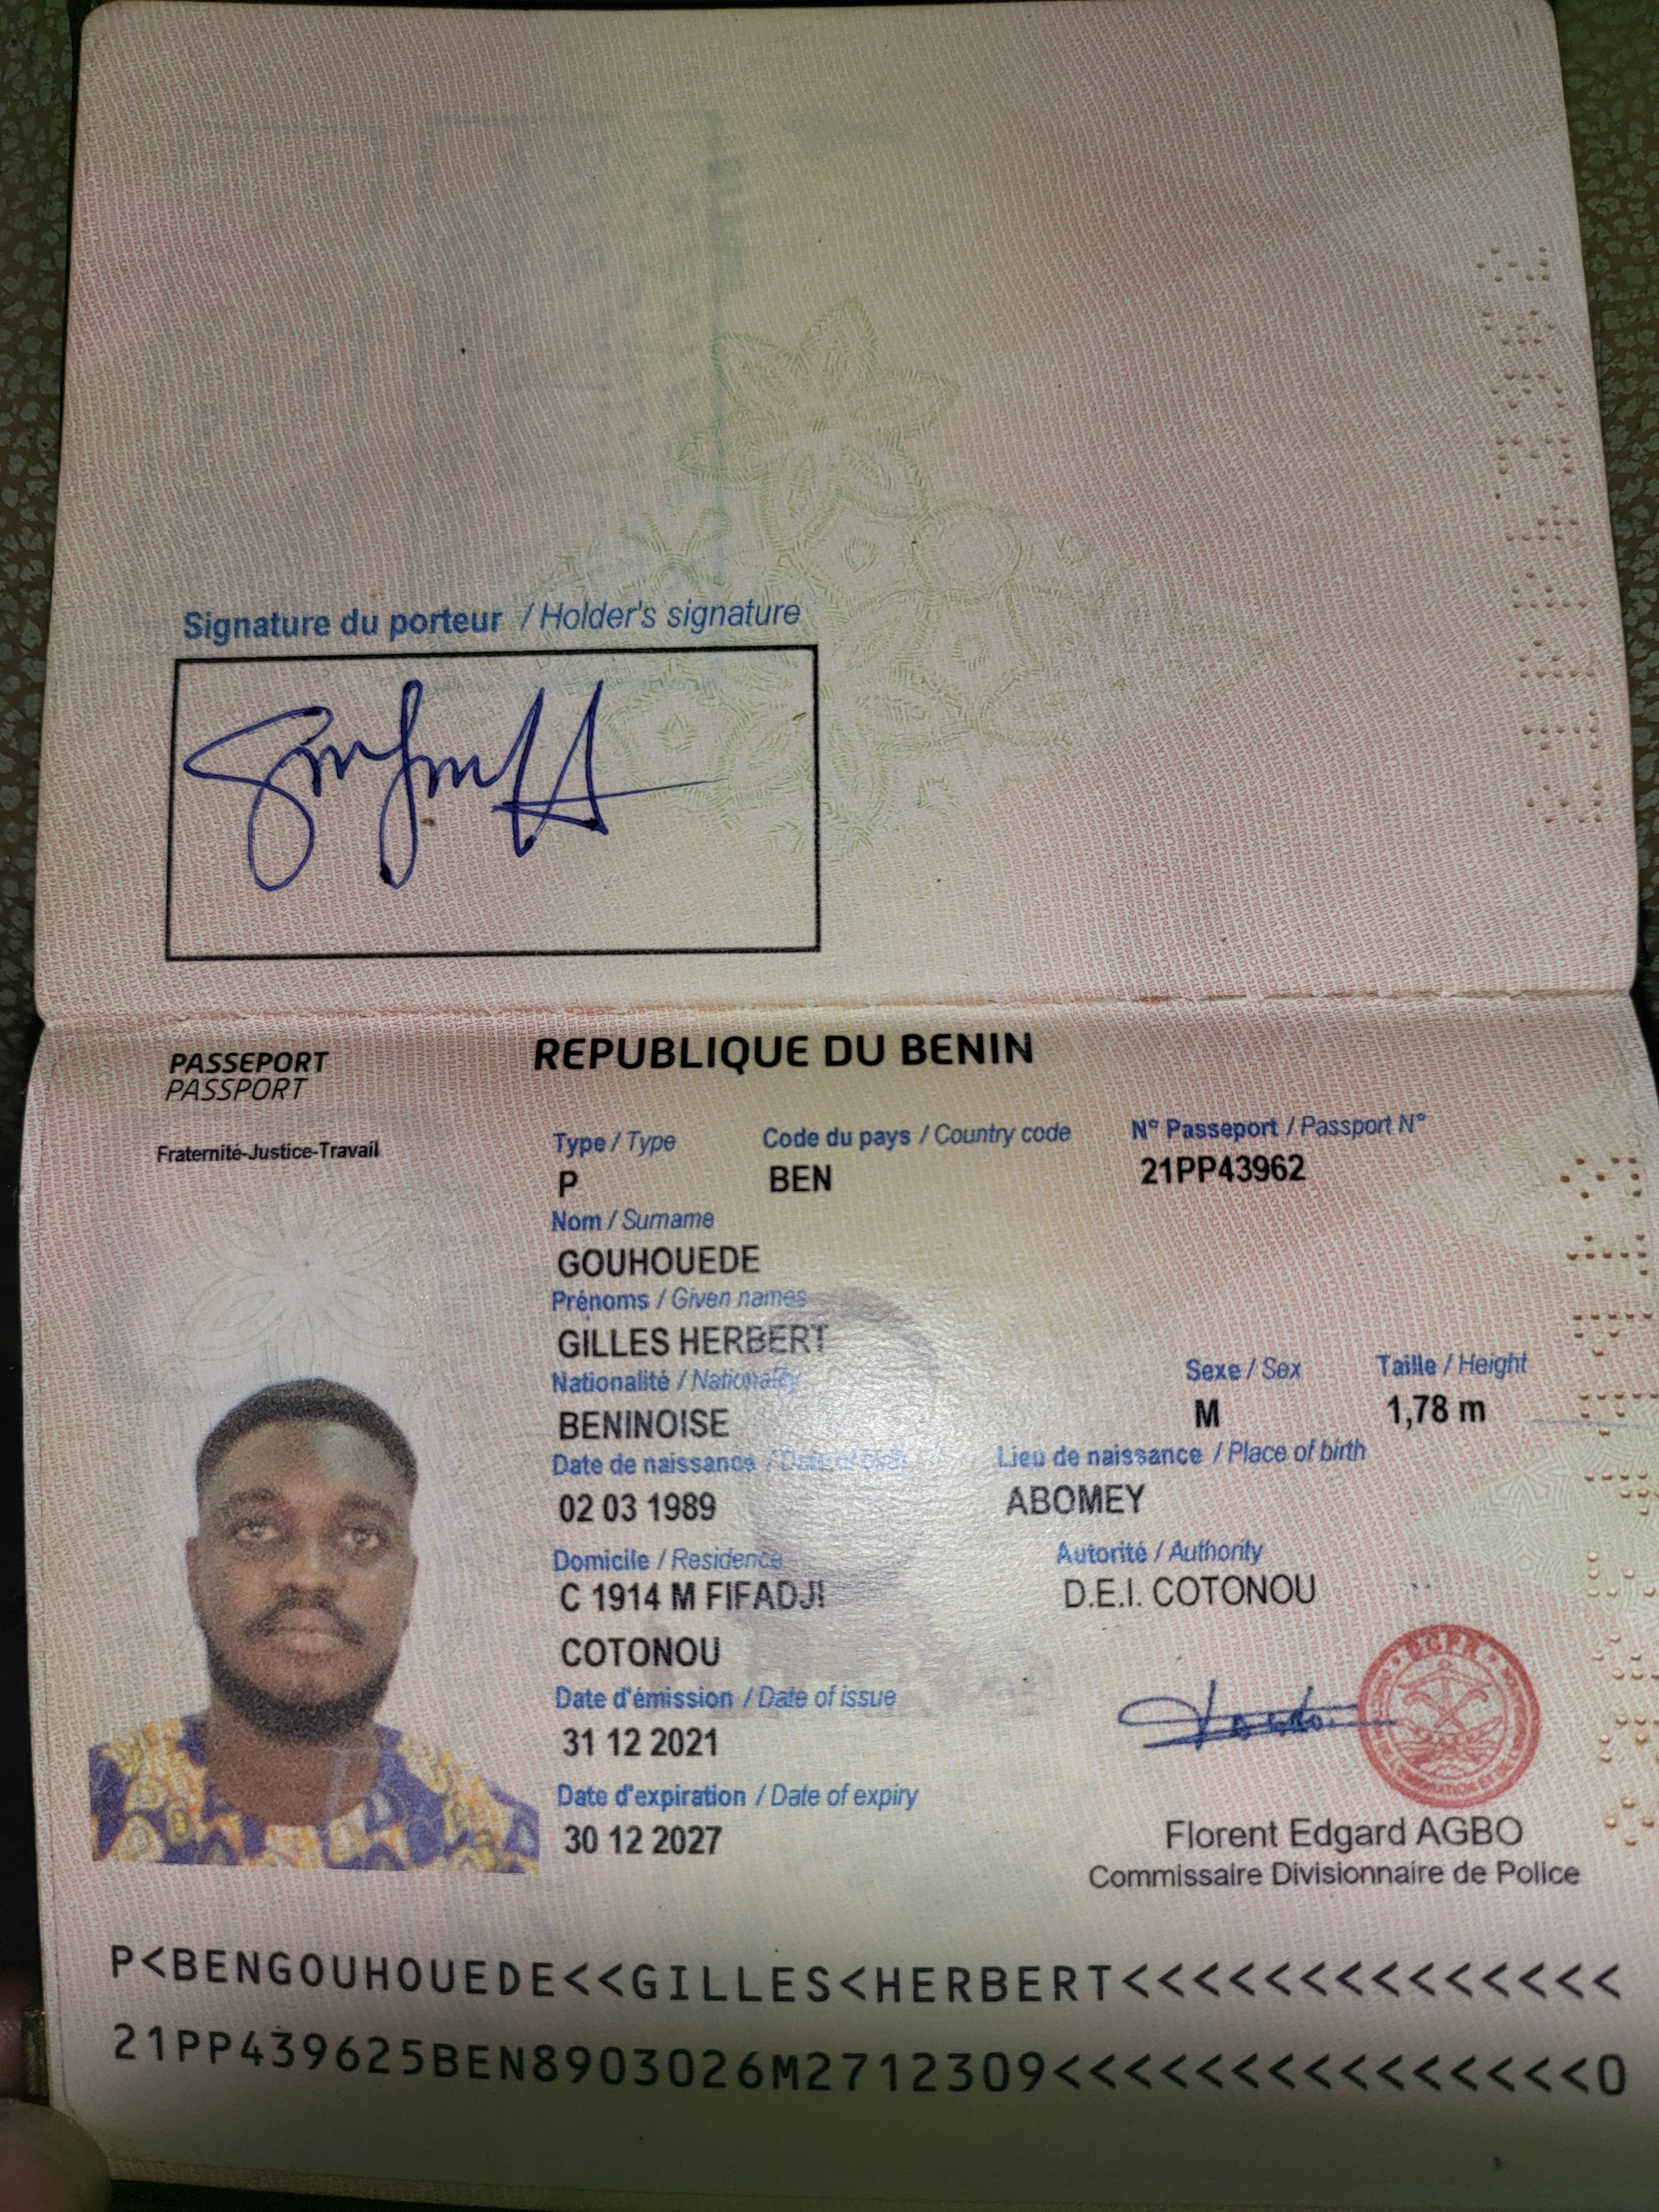 Signature du porteur / Holder's signature
PASSEPORT
PASSPORT
REPUBLIQUE DU BENIN
Fraternité-Justice-Travail
Type / Type
Code du pays / Country code
N° Passeport / Passport N°
P
BEN
21PP43962
Nom / Surname
GOUHOUEDE
Prénoms / Given names
GILLES HERBERT
Nationalité / Nationality
Sexe / Sex
Taille / Height
BENINOISE
M
1,78 m
Date de naissance / Date of birth
Lieu de naissance / Place of birth
02 03 1989
ABOMEY
Domicile / Residence
Autorité / Authority
C 1914 M FIFADJI
D.E.I. COTONOU
COTONOU
Date d'émission / Date of issue
31 12 2021
Date d'expiration / Date of expiry
30 12 2027
Florent Edgard AGBO
Commissaire Divisionnaire de Police
P<BENGOUHOUEDE<<GILLES<HERBERT<<<<<<<<<<<<<<
21PP439625BEN8903026M2712309<<<<<<<<<<<<<<<0